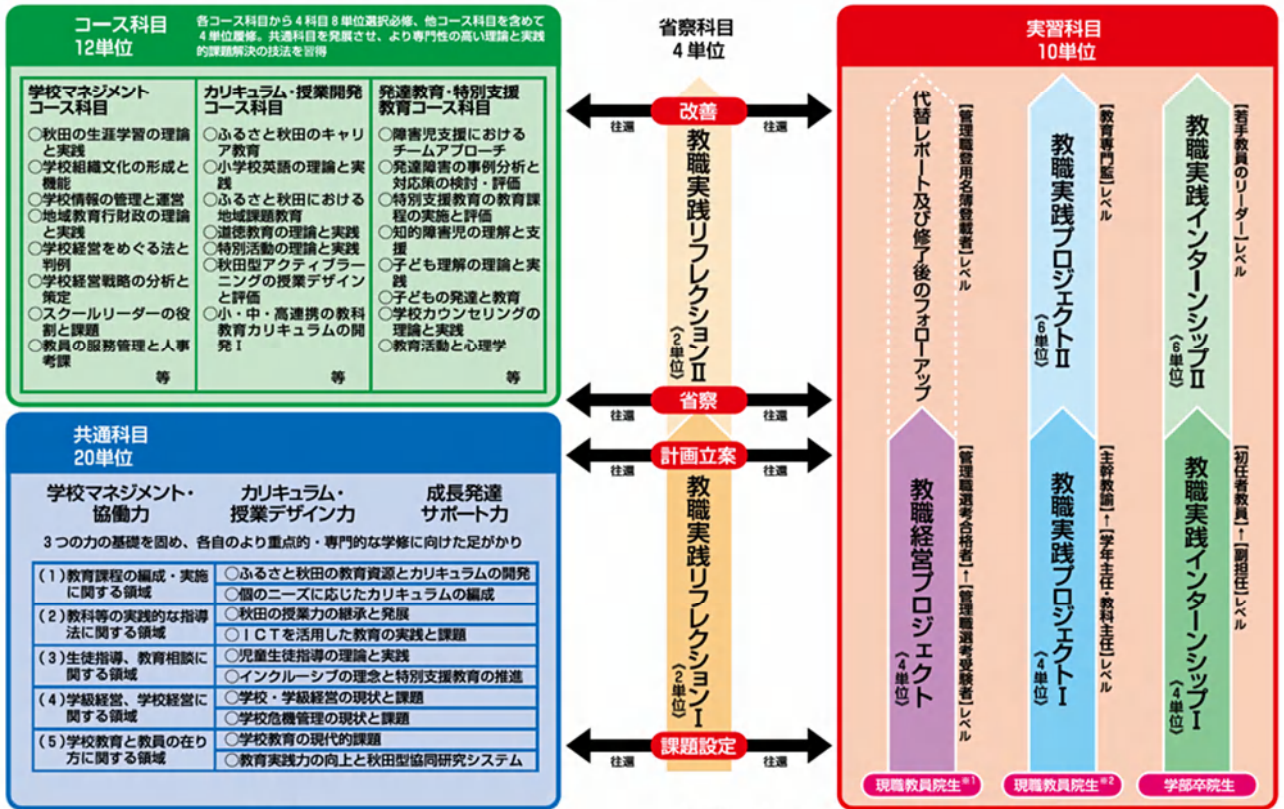 コース科目
12単位
各コース科目から4科目8単位選択必修、他コース科目を含めて
4単位履修。共通科目を発展させ、より専門性の高い理論と実践
的課題解決の技法を習得
学校マネジメント
コース科目
○秋田の生涯学習の理論
と実践
○学校組織文化の形成と
機能
○学校情報の管理と運営
○地域教育行財政の理論
と実践
○学校経営をめぐる法と
判例
○学校経営戦略の分析と
策定
○スクールリーダーの役
割と課題
○教員の服務管理と人事
考課
等
カリキュラム・授業開発
コース科目
○ふるさと秋田のキャリ
ア教育
○小学校英語の理論と実
践
○ふるさと秋田における
地域課題教育
○道徳教育の理論と実践
○特別活動の理論と実践
○秋田型アクティブラー
ニングの授業デザイン
と評価
○小・中・高連携の教科
教育カリキュラムの開
発Ⅰ
等
発達教育・特別支援
教育コース科目
○障害児支援における
チームアプローチ
○発達障害の事例分析と
対応策の検討・評価
○特別支援教育の教育課
程の実施と評価
○知的障害児の理解と支
援
○子ども理解の理論と実
践
○子どもの発達と教育
○学校カウンセリングの
理論と実践
○教育活動と心理学
等
共通科目
20単位
学校マネジメント・
協働力
カリキュラム・
授業デザイン力
成長発達
サポート力
3つの力の基礎を固め、各自のより重点的・専門的な学修に向けた足がかり
(1)教育課程の編成・実施
に関する領域
○ふるさと秋田の教育資源とカリキュラムの開発
○個のニーズに応じたカリキュラムの編成
(2)教科等の実践的な指導
法に関する領域
○秋田の授業力の継承と発展
○ICTを活用した教育の実践と課題
(3)生徒指導、教育相談に
関する領域
○児童生徒指導の理論と実践
○インクルーシブの理念と特別支援教育の推進
(4)学級経営、学校経営に
関する領域
○学校・学級経営の現状と課題
○学校危機管理の現状と課題
(5)学校教育と教員の在り
方に関する領域
○学校教育の現代的課題
○教育実践力の向上と秋田型協同研究システム
省察科目
4単位
往還
改善
往還
教職実践リフレクションⅡ
《2単位》
往還
省察
往還
往還
計画立案
往還
教職実践リフレクションⅠ
《2単位》
往還
課題設定
往還
実習科目
10単位
代替レポート及び修了後のフォローアップ
【管理職登用名簿登載者】レベル
教職実践プロジェクトⅡ
《6単位》
【教育専門監】レベル
教職実践インターンシップⅡ
《6単位》
【若手教員のリーダー】レベル
教職経営プロジェクト
《4単位》
【管理職選考合格者】↑【管理職選考受験者】レベル
教職実践プロジェクトⅠ
《4単位》
【主幹教諭】↑【学年主任・教科主任】レベル
教職実践インターンシップⅠ
《4単位》
【初任者教員】↑【副担任】レベル
現職教員院生※1
現職教員院生※2
学部卒院生